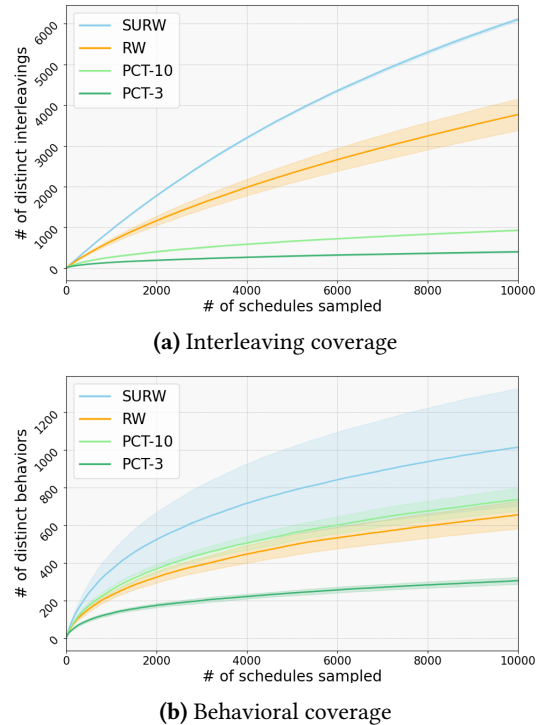 6000
5000
4000
3000
2000
1000
0
# of distinct interleavings
SURW
RW
PCT-10
PCT-3
0 2000 4000 6000 8000 10000
# of schedules sampled
(a) Interleaving coverage
1200
1000
800
600
400
200
0
# of distinct behaviors
SURW
RW
PCT-10
PCT-3
0 2000 4000 6000 8000 10000
# of schedules sampled
(b) Behavioral coverage